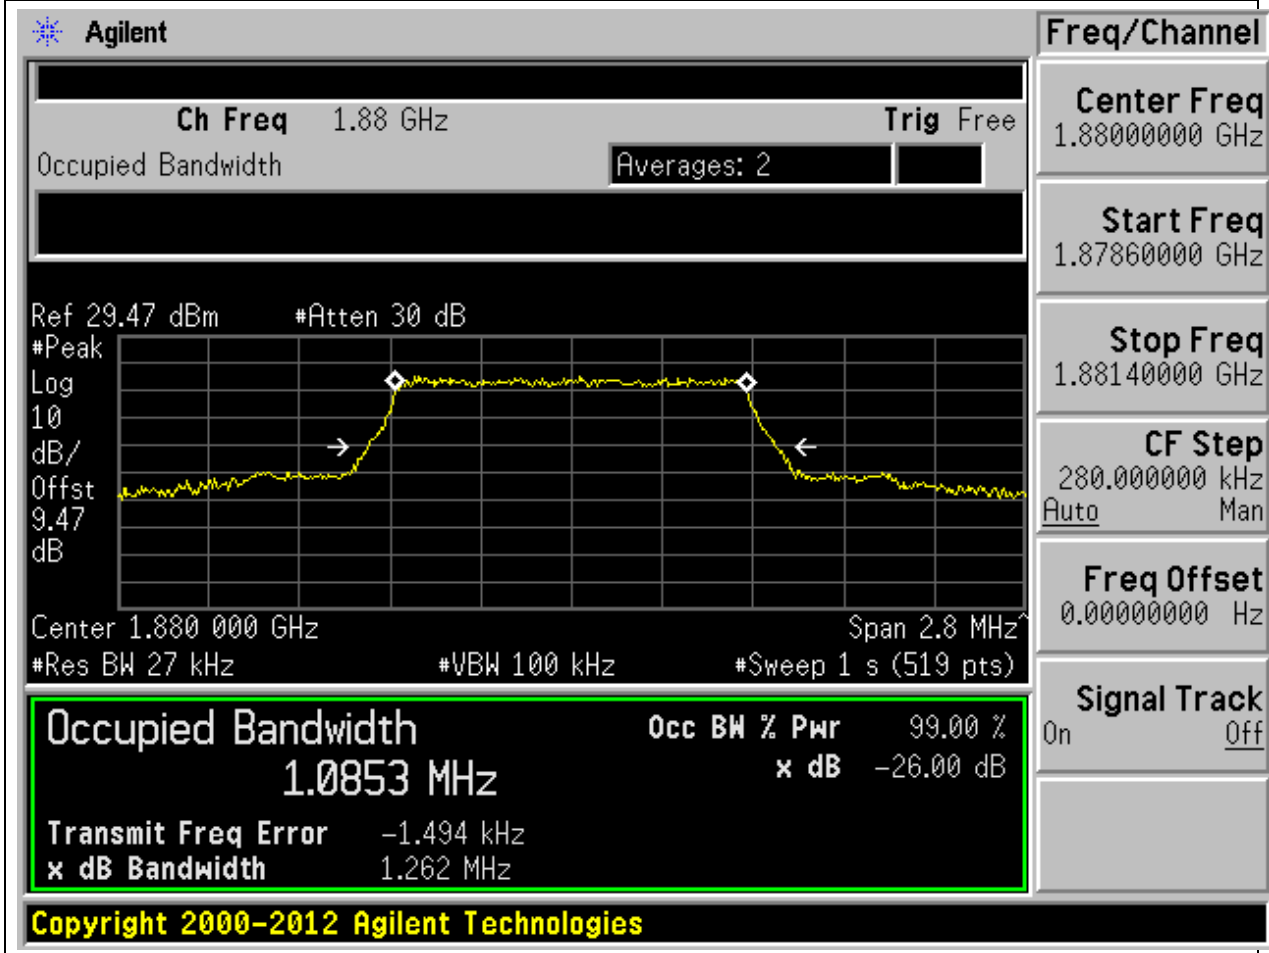 Agilent
Freq/Channel
Ch Freq 1.88 GHz Trig Free
Occupied Bandwidth Averages: 2
Center Freq
1.88000000 GHz
Start Freq
1.87860000 GHz
Stop Freq
1.88140000 GHz
CF Step
280.000000 kHz
Auto Man
Freq Offset
0.00000000 Hz
Signal Track
On Off
Ref 29.47 dBm #Atten 30 dB
#Peak
Log
10
dB/
Offst
9.47
dB
Center 1.880 000 GHz Span 2.8 MHz^
#Res BW 27 kHz #VBW 100 kHz #Sweep 1 s (519 pts)
Occupied Bandwidth Occ BW % Pwr 99.00 %
1.0853 MHz x dB -26.00 dB
Transmit Freq Error -1.494 kHz
x dB Bandwidth 1.262 MHz
Copyright 2000-2012 Agilent Technologies